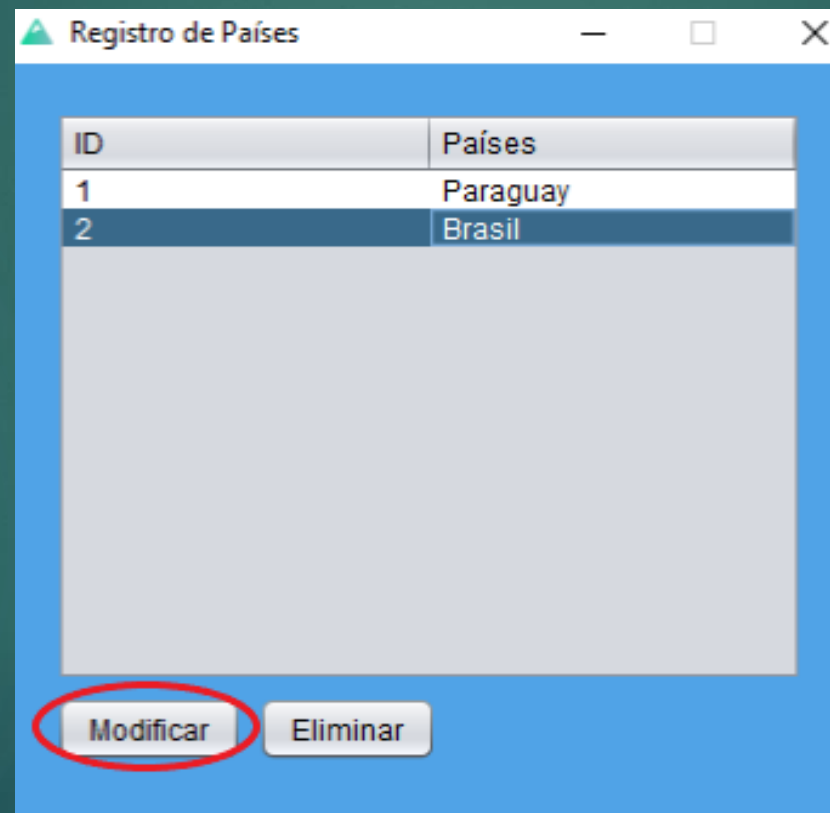 Registro de Países
ID Países
1 Paraguay
2 Brasil
Modificar Eliminar